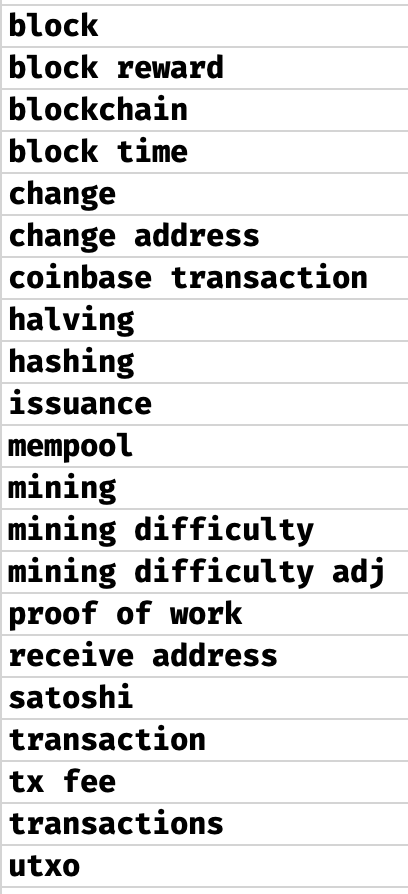 block
block reward
blockchain
block time
change
change address
coinbase transaction
halving
hashing
issuance
mempool
mining
mining difficulty
mining difficulty adj
proof of work
receive address
satoshi
transaction
tx fee
transactions
utxo